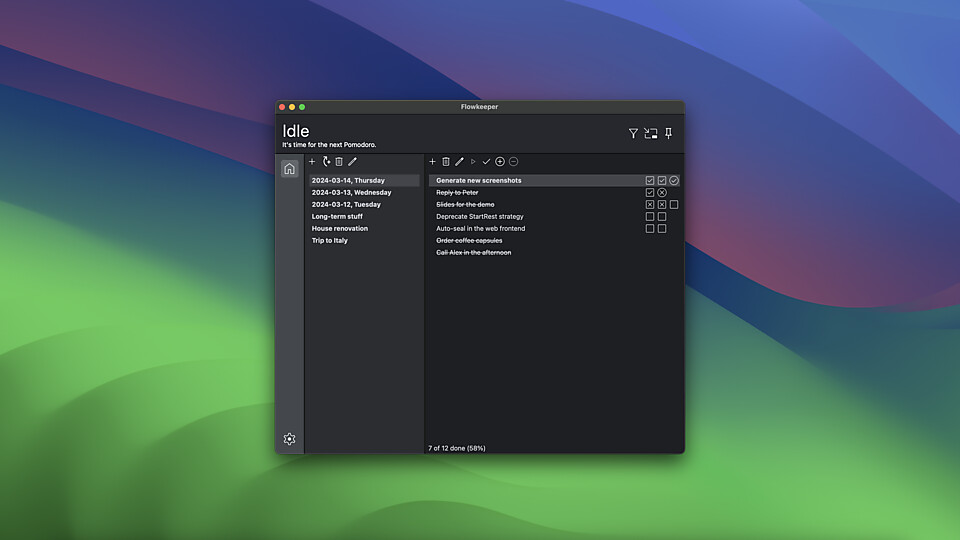 Flowkeeper
Idle
It's time for the next Pomodoro.
2024-03-14, Thursday
2024-03-13, Wednesday
2024-03-12, Tuesday
Long-term stuff
House renovation
Trip to Italy
Generate new screenshots
Reply to Peter
Slides for the demo
Deprecate StartRest strategy
Auto-seal in the web frontend
Order coffee capsules
Call Alex in the afternoon
7 of 12 done (58%)